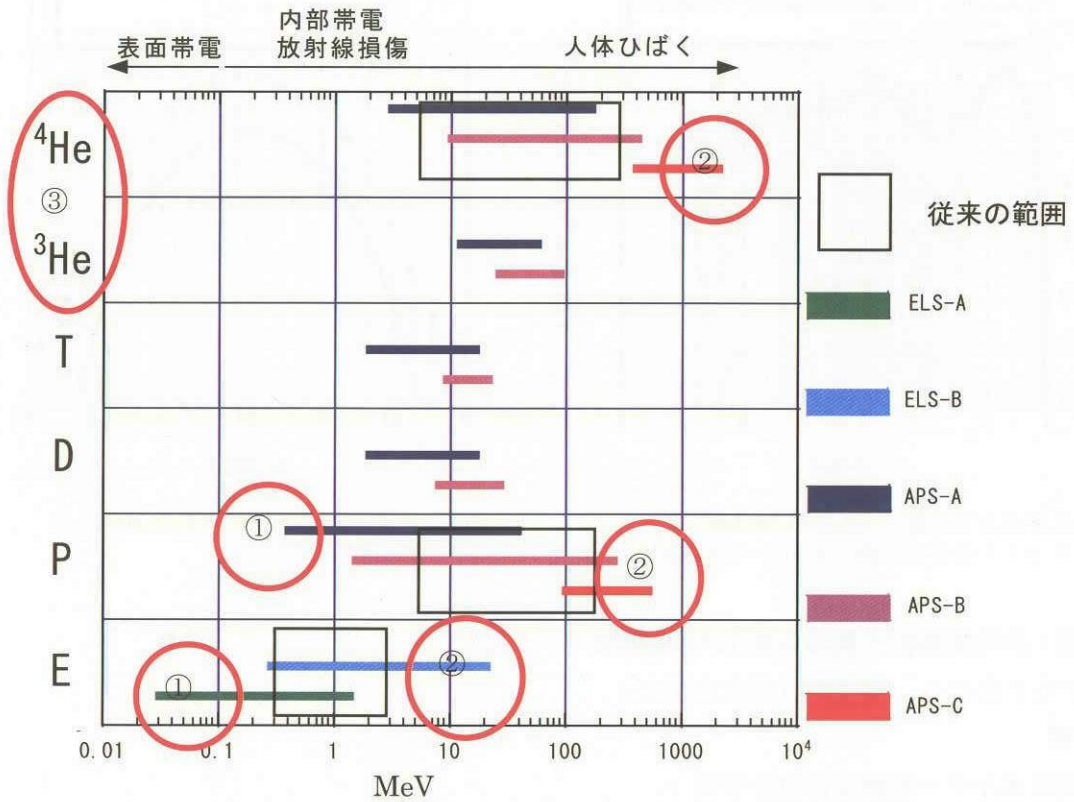 内部帯電
表面帯電 放射線損傷 人体ひばく
⁴He
②
③
従来の範囲
³He
ELS-A
T
ELS-B
D
APS-A
①
P
②
APS-B
E
②
①
APS-C
0.01 0.1 1 10 100 1000 10⁴
MeV